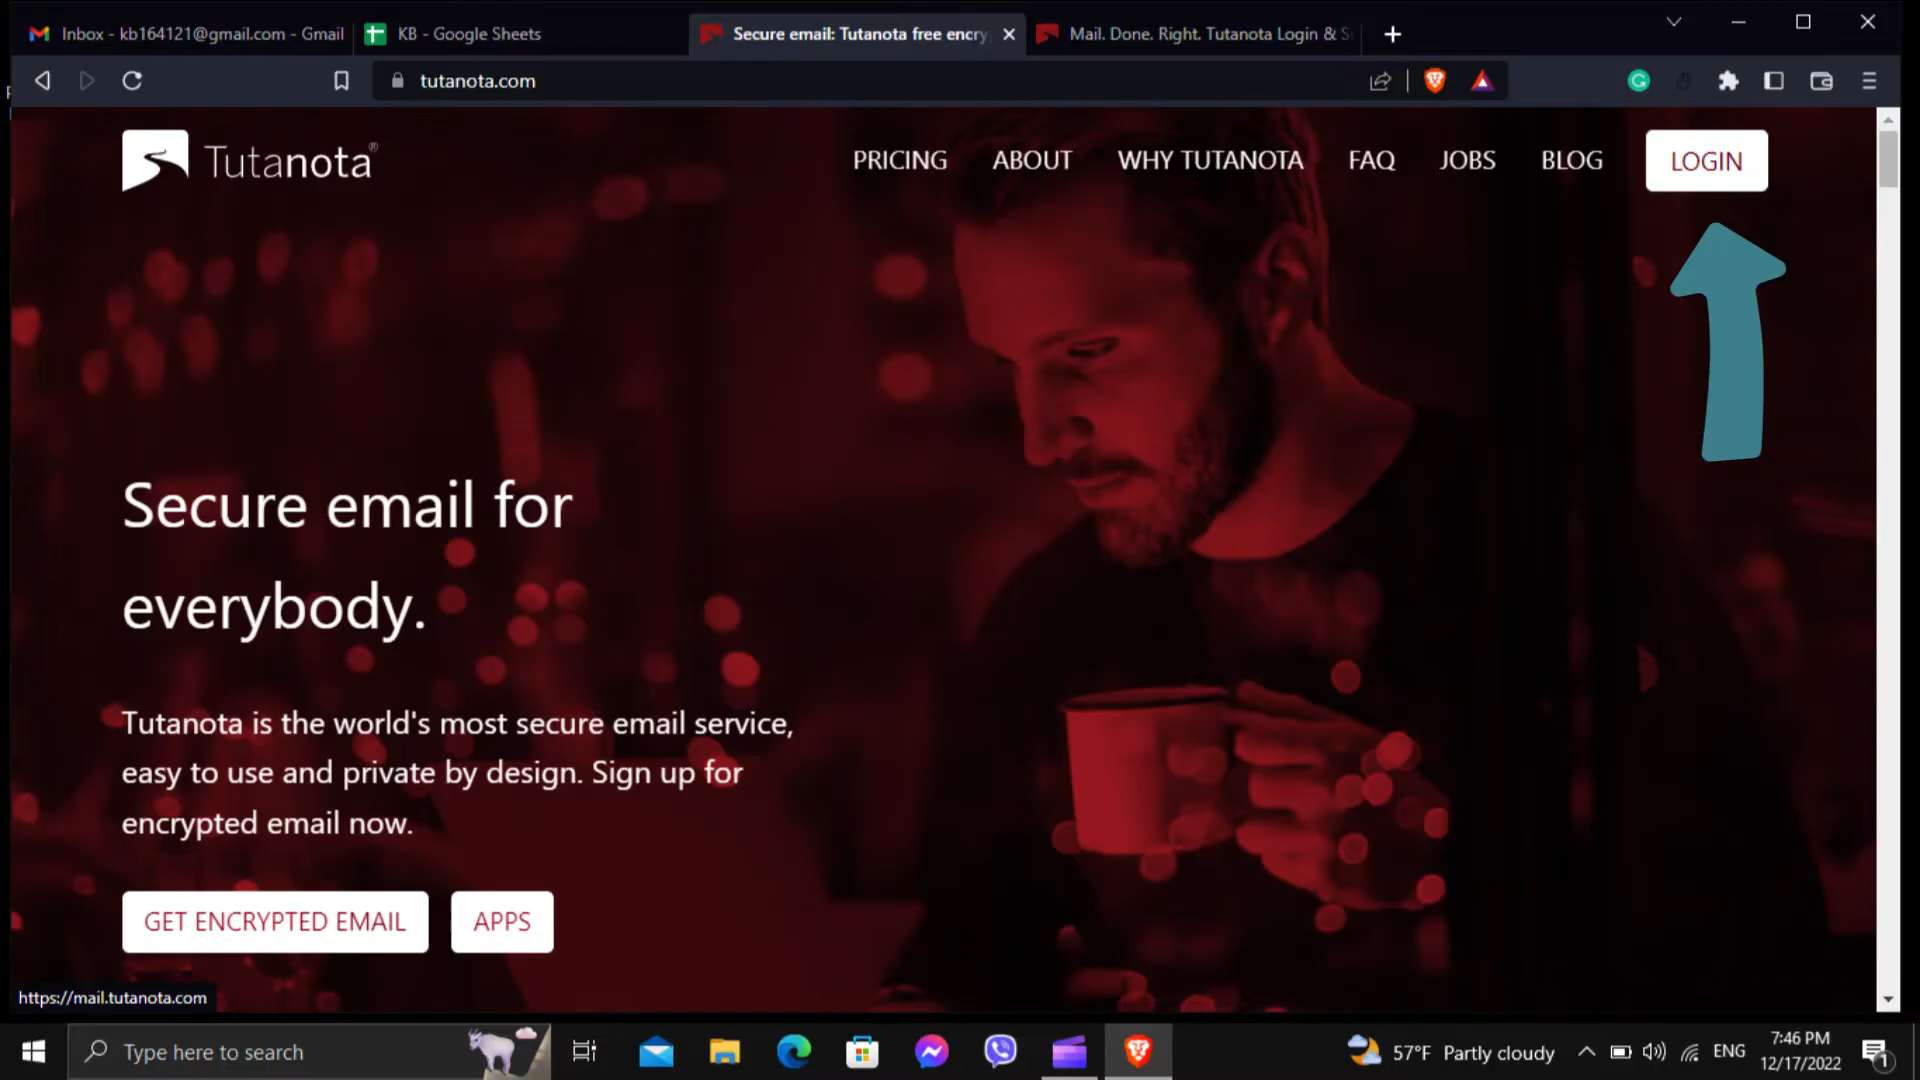 Inbox - kb164121@gmail.com - Gmail
KB - Google Sheets
Secure email: Tutanota free encry
Mail. Done. Right. Tutanota Login & S
tutanota.com
Tutanota®
PRICING
ABOUT
WHY TUTANOTA
FAQ
JOBS
BLOG
LOGIN
Secure email for
everybody.
Tutanota is the world's most secure email service,
easy to use and private by design. Sign up for
encrypted email now.
GET ENCRYPTED EMAIL
APPS
https://mail.tutanota.com
Type here to search
57°F Partly cloudy
ENG
7:46 PM
12/17/2022
1